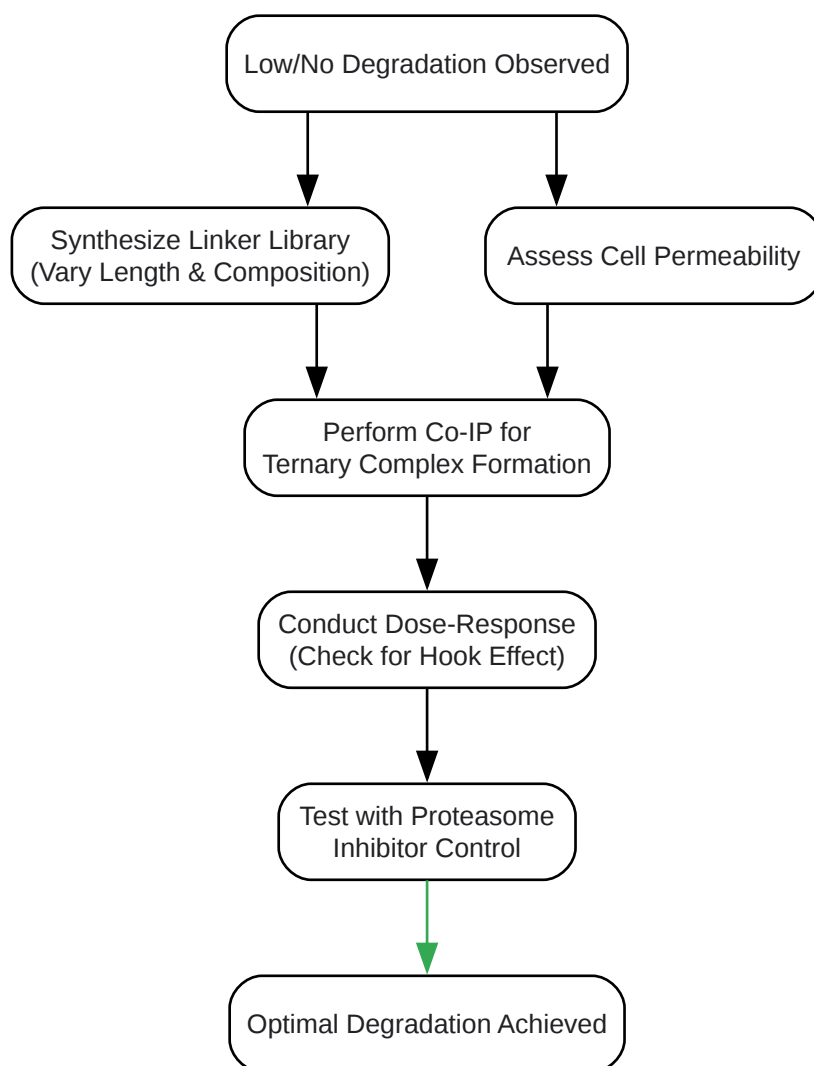 Low/No Degradation Observed
Synthesize Linker Library
(Vary Length & Composition)
Assess Cell Permeability
Perform Co-IP for
Ternary Complex Formation
Conduct Dose-Response
(Check for Hook Effect)
Test with Proteasome
Inhibitor Control
Optimal Degradation Achieved